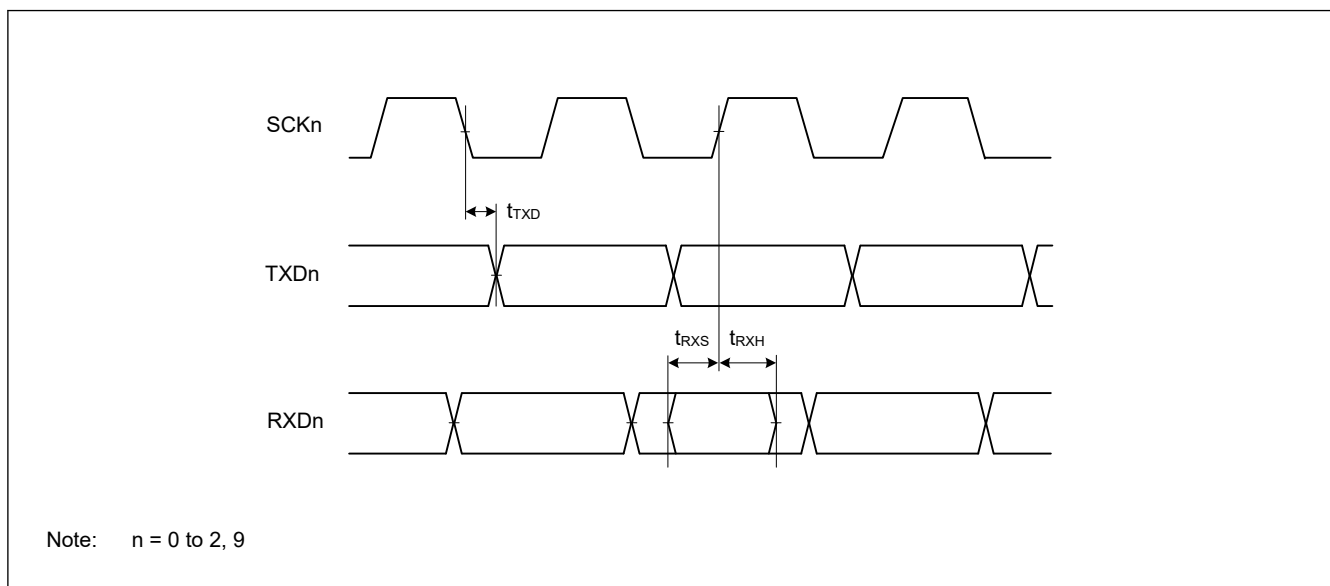 SCKn
tTXD
TXDn
tRXS tRXH
RXDn
Note: n = 0 to 2, 9